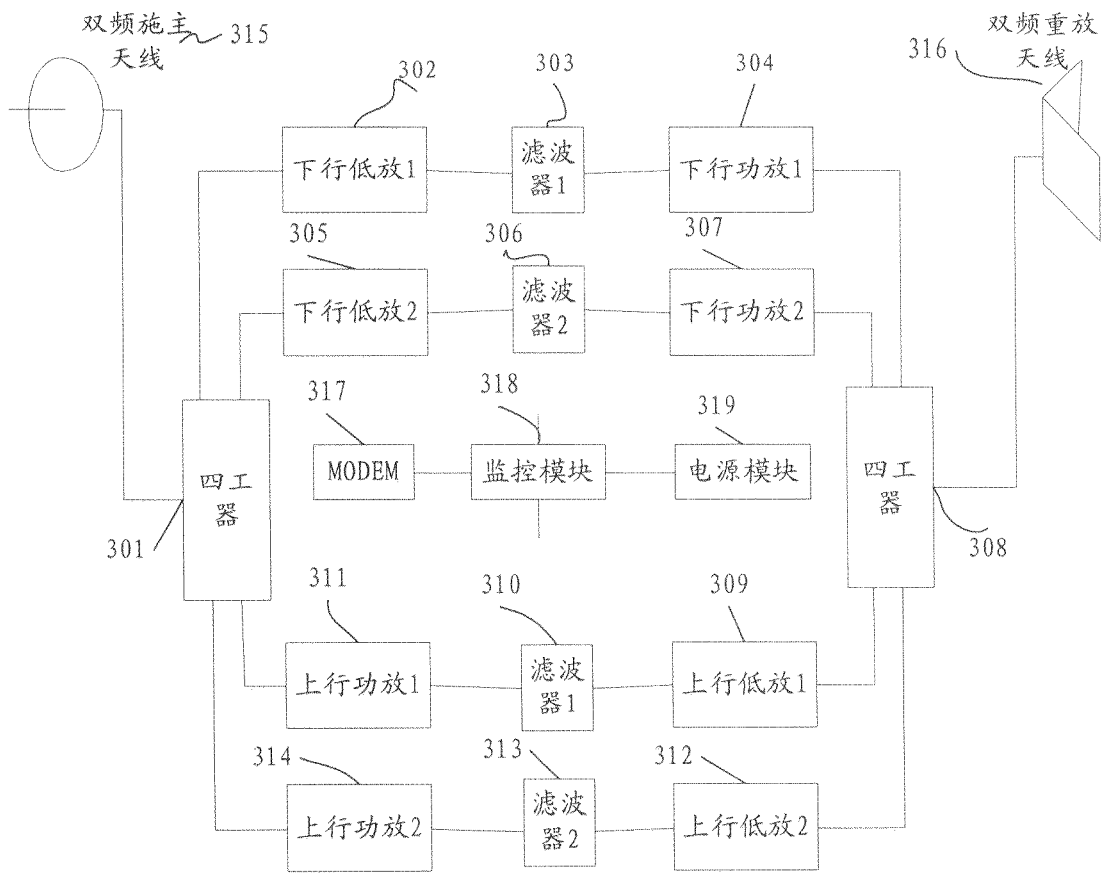 双频施主
天线
315
双频重放
天线
316
302
303
304
下行低放1
滤波
器1
下行功放1
305
306
307
下行低放2
滤波
器2
下行功放2
317
318
319
MODEM
监控模块
电源模块
四工
器
四工
器
301
308
311
310
309
上行功放1
滤波
器1
上行低放1
314
313
312
上行功放2
滤波
器2
上行低放2